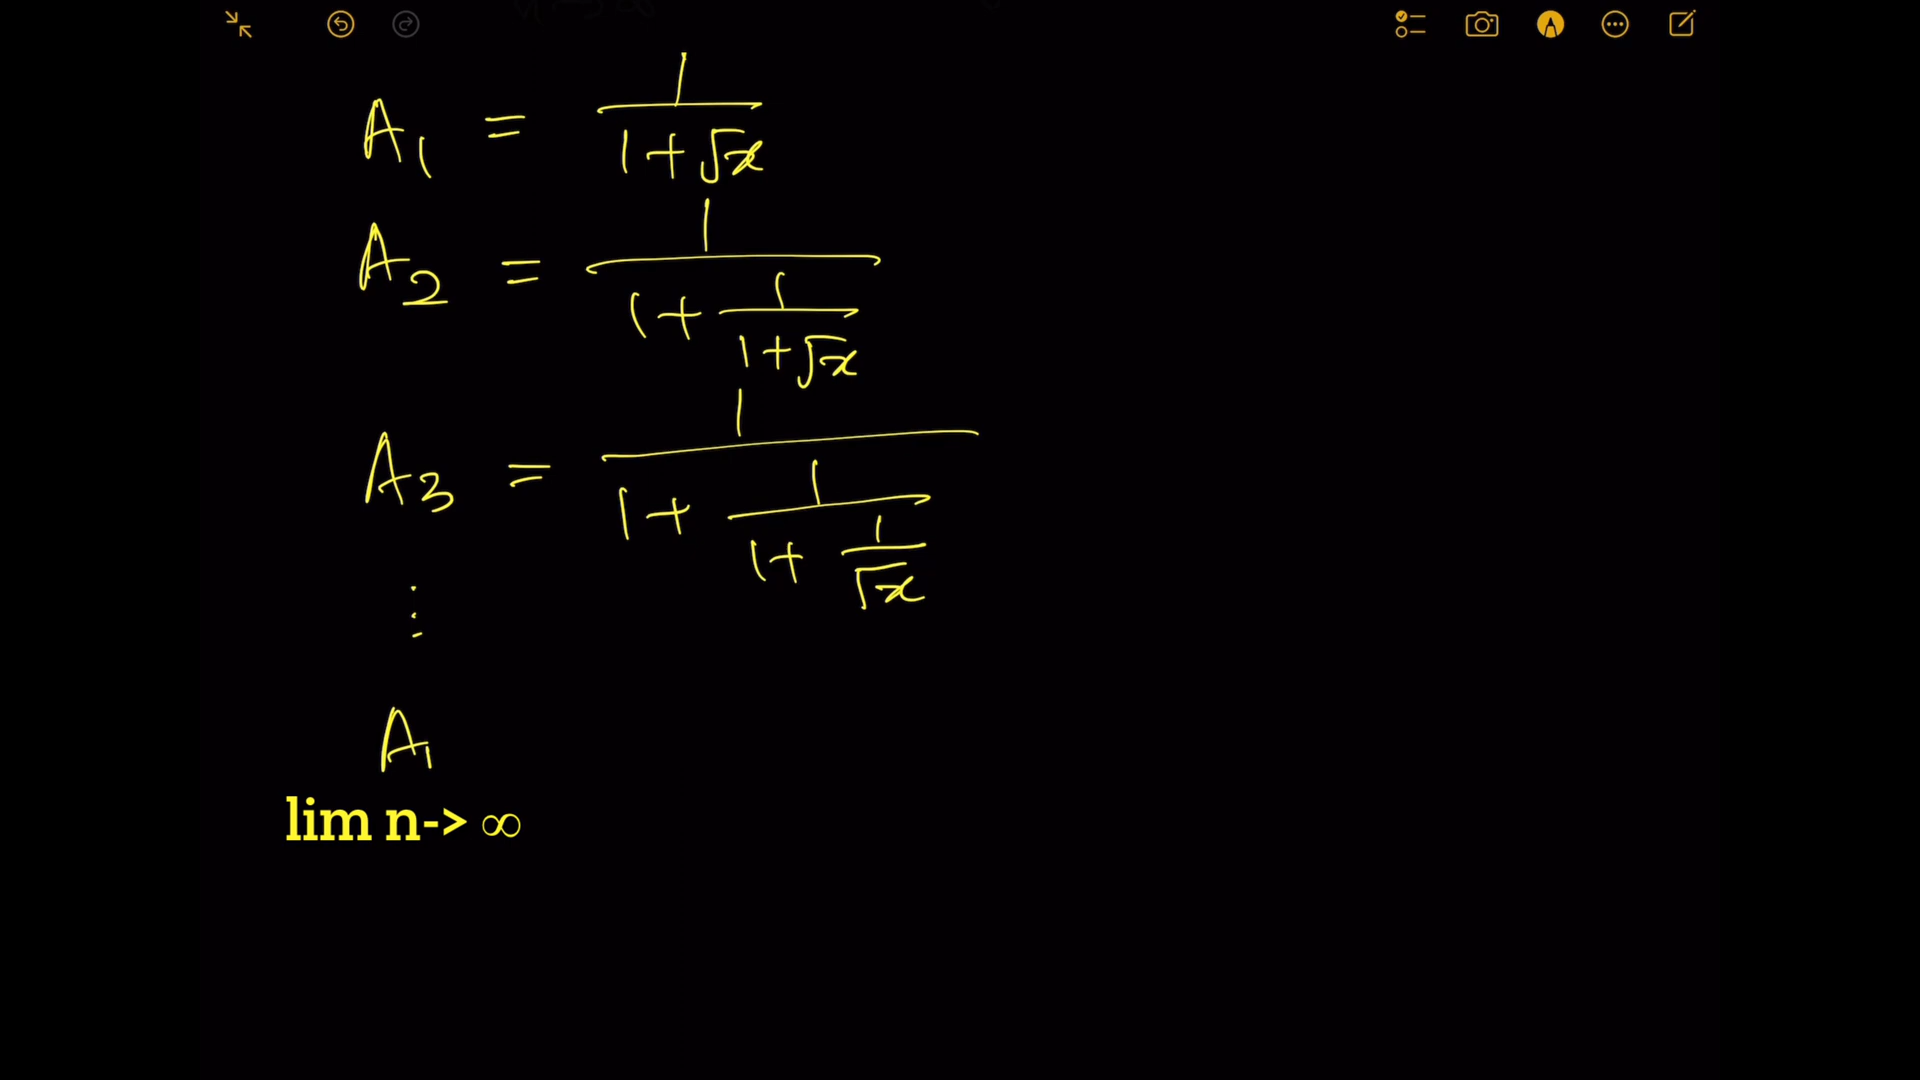 A₁ = 1/(1+√x)
A₂ = 1/(1+1/(1+√x))
A₃ = 1/(1+1/(1+1/√x))
⋮
A₁
lim n-> ∞